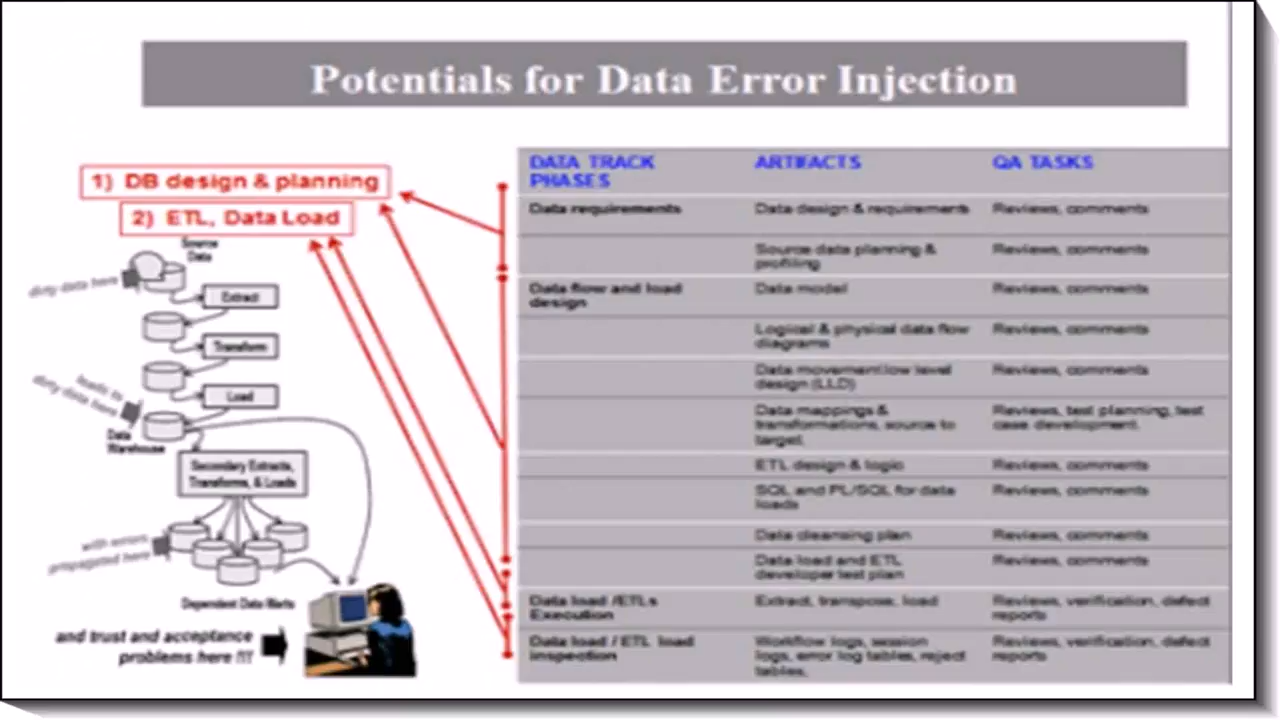 Potentials for Data Error Injection
1) DB design & planning
2) ETL, Data Load
Source
Data
dirty data here
Extract
Transform
Load
leads to
dirty data here
Data
Warehouse
Secondary Extracts,
Transforms, & Loads
with errors
propagated here
Dependent Data Marts
and trust and acceptance
problems here !!!
DATA TRACK
PHASES
ARTIFACTS
QA TASKS
Data requirements
Data design & requirements
Reviews, comments
Source data planning &
profiling
Reviews, comments
Data flow and load
design
Data model
Reviews, comments
Logical & physical data flow
diagrams
Reviews, comments
Data movement low level
design (LLD)
Reviews, comments
Data mappings &
transformations, source to
target.
Reviews, test planning, test
case development.
ETL design & logic
Reviews, comments
SQL and PL/SQL for data
loads
Reviews, comments
Data cleansing plan
Reviews, comments
Data load and ETL
developer test plan
Reviews, comments
Data load /ETLs
Execution
Extract, transpose, load
Reviews, verification, defect
reports
Data load / ETL load
inspection
Workflow logs, session
logs, error log tables, reject
tables,
Reviews, verification, defect
reports